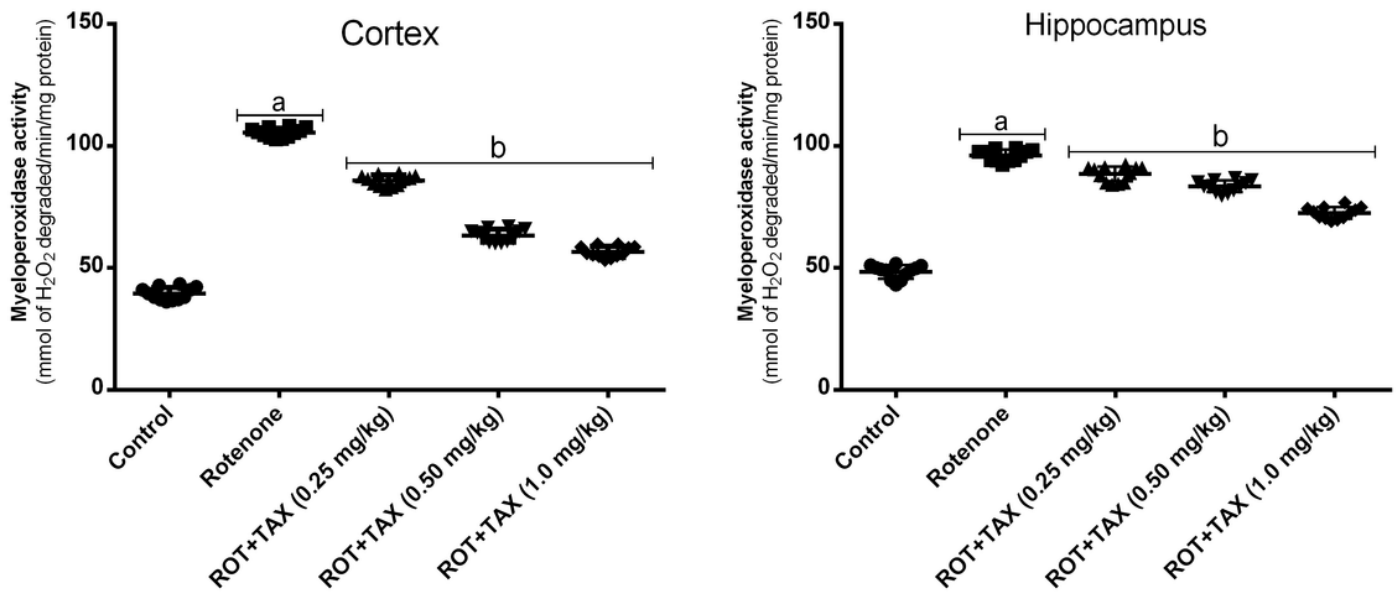 Cortex
Myeloperoxidase activity
(mmol of H₂O₂ degraded/min/mg protein)
150
100
50
0
a
b
Control
Rotenone
ROT+TAX (0.25 mg/kg)
ROT+TAX (0.50 mg/kg)
ROT+TAX (1.0 mg/kg)
Hippocampus
Myeloperoxidase activity
(mmol of H₂O₂ degraded/min/mg protein)
150
100
50
0
a
b
Control
Rotenone
ROT+TAX (0.25 mg/kg)
ROT+TAX (0.50 mg/kg)
ROT+TAX (1.0 mg/kg)